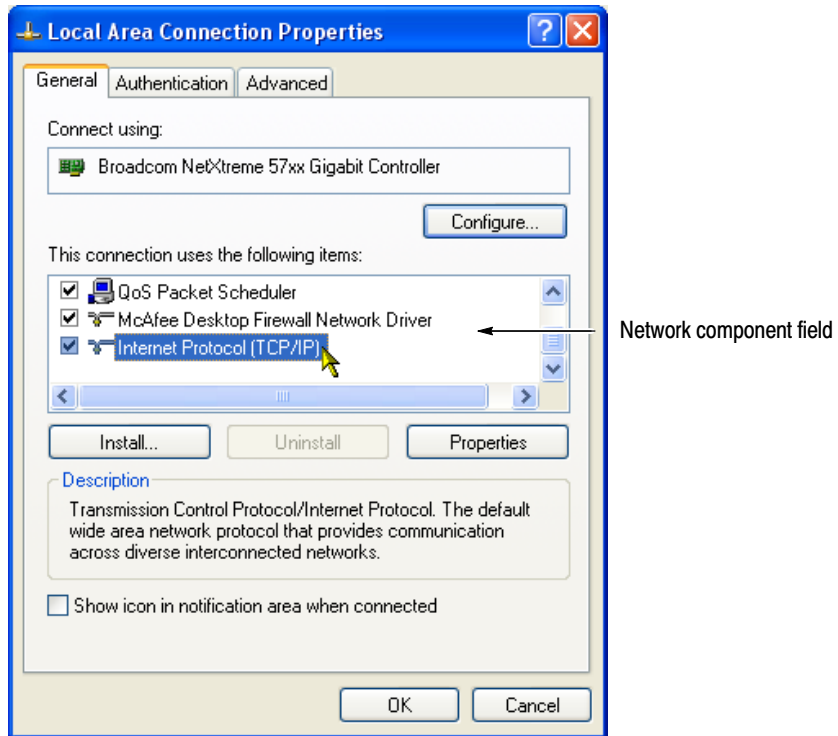 Local Area Connection Properties
General Authentication Advanced
Connect using:
Broadcom NetXtreme 57xx Gigabit Controller
Configure...
This connection uses the following items:
QoS Packet Scheduler
McAfee Desktop Firewall Network Driver
Network component field
Internet Protocol (TCP/IP)
Install... Uninstall Properties
Description
Transmission Control Protocol/Internet Protocol. The default
wide area network protocol that provides communication
across diverse interconnected networks.
Show icon in notification area when connected
OK Cancel